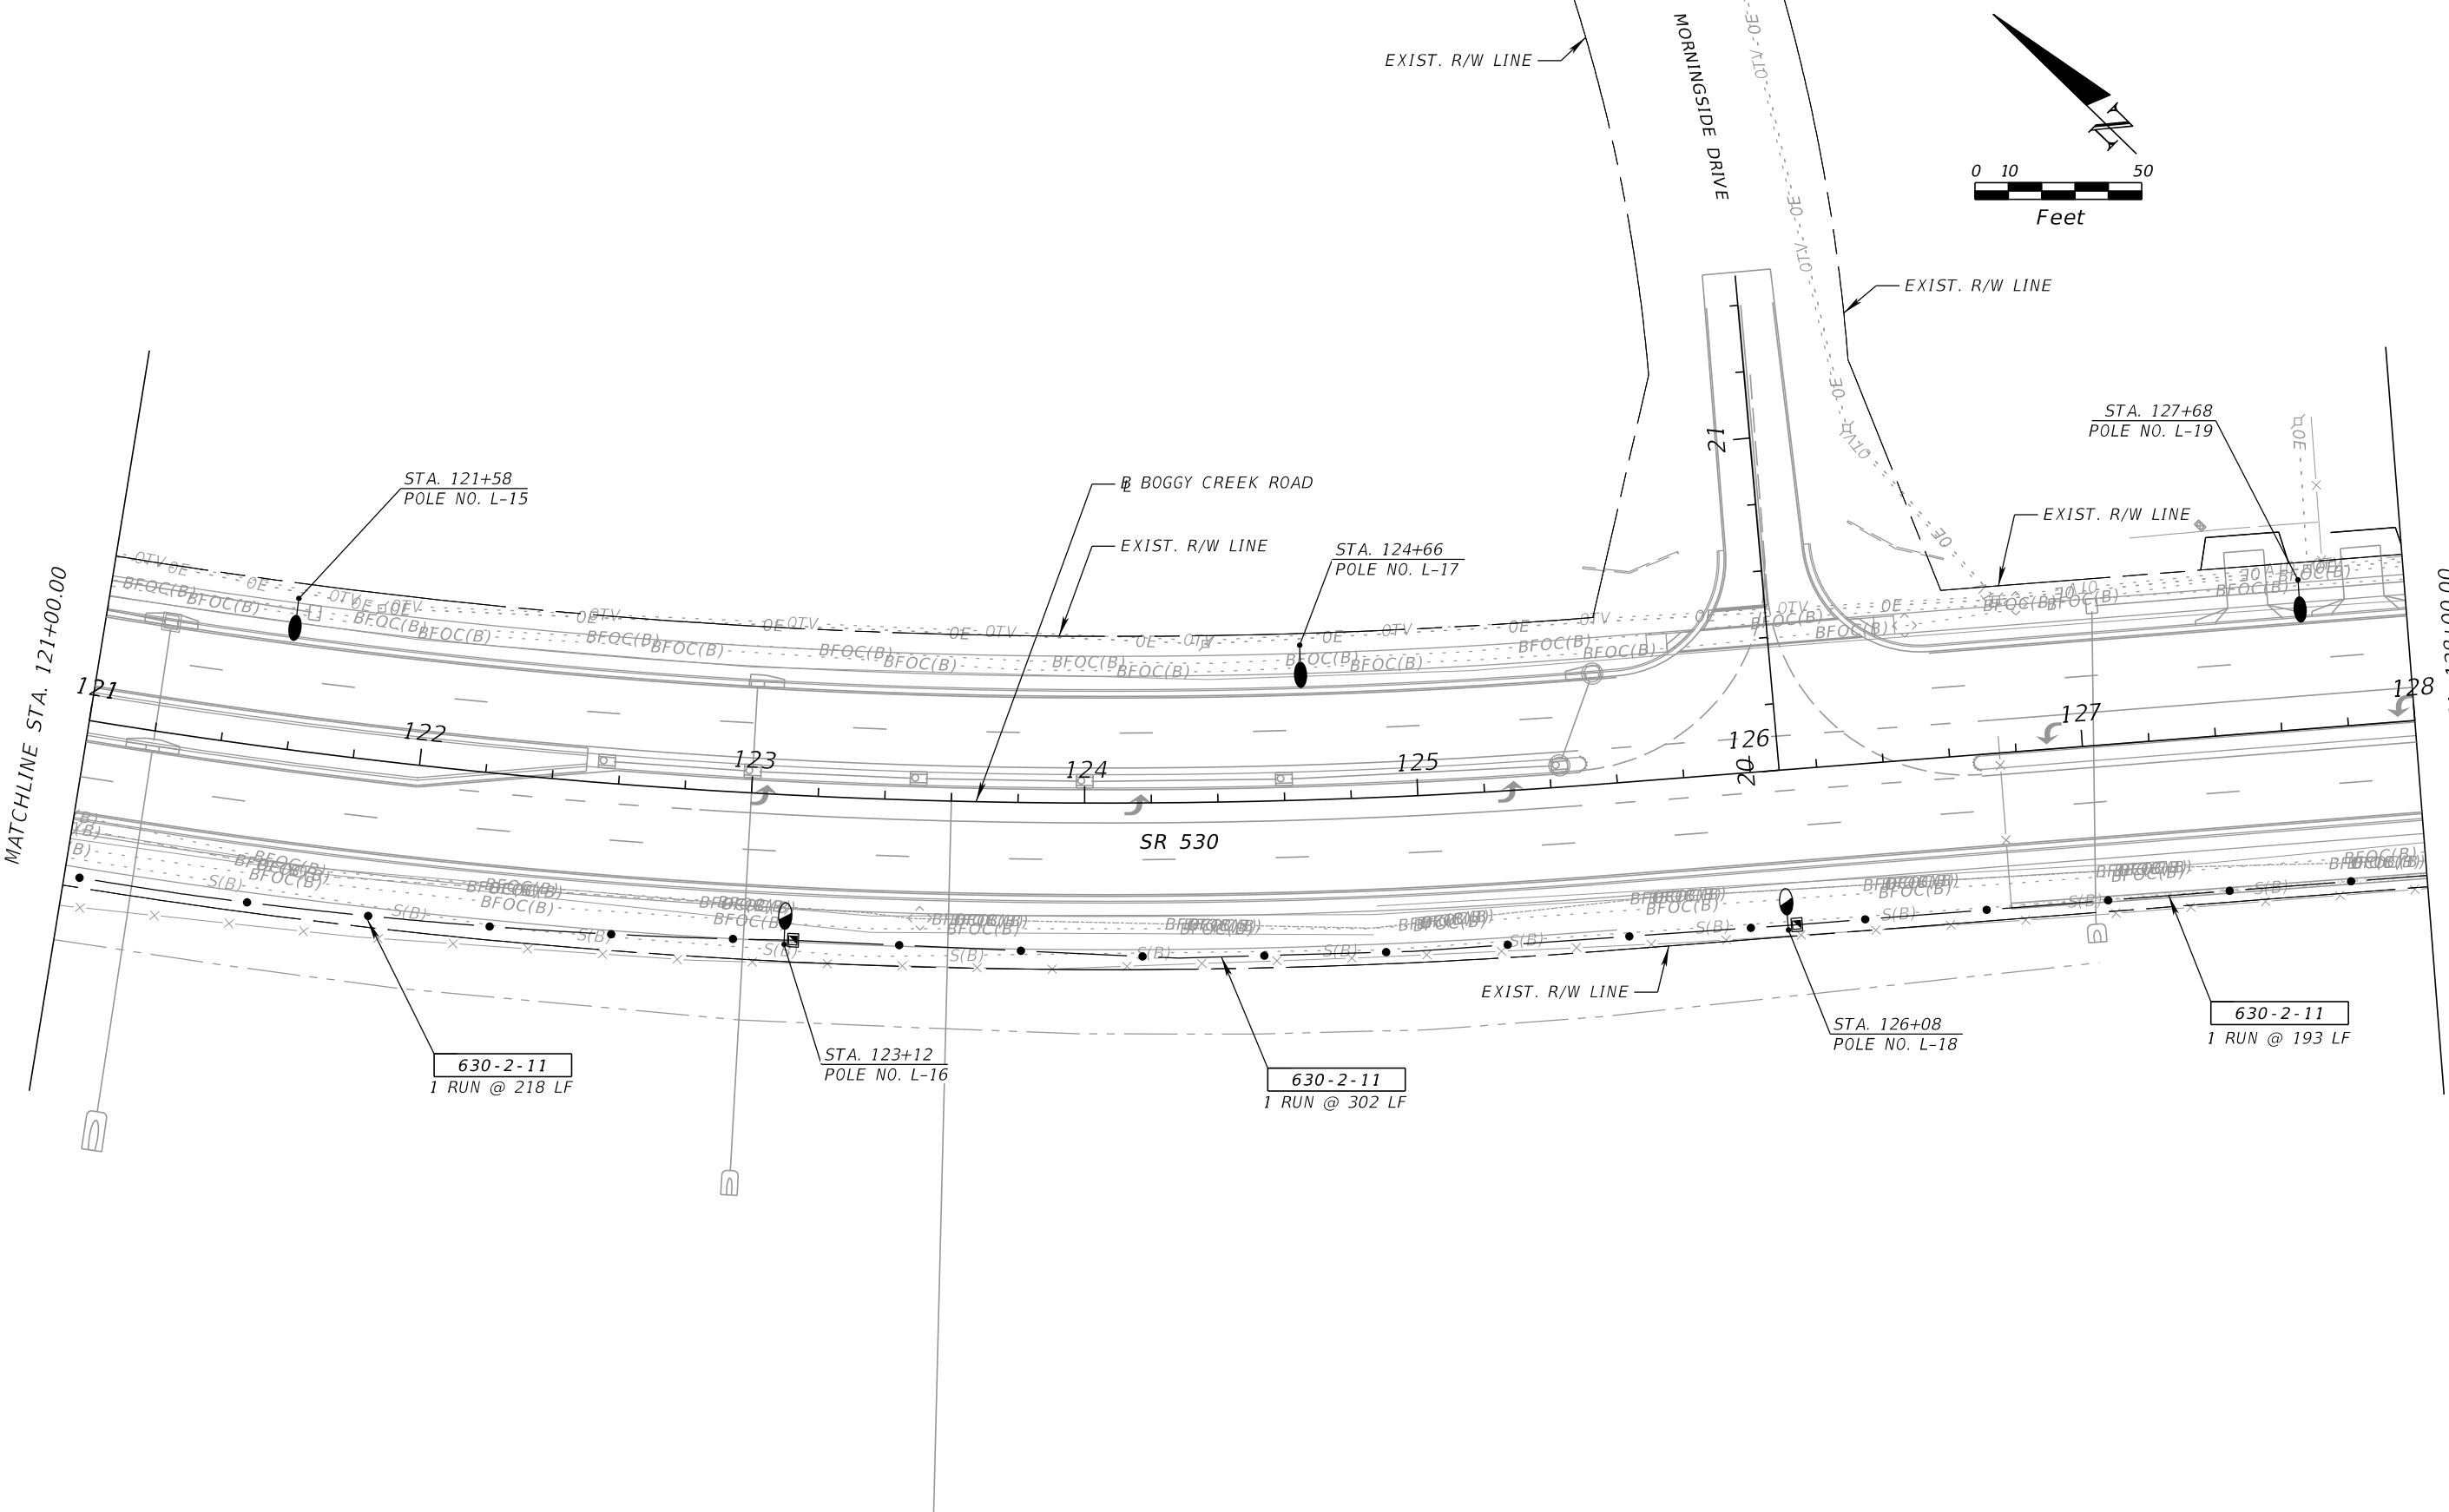 MORNINGSIDE DRIVE
EXIST. R/W LINE
N
0 10 50
Feet
EXIST. R/W LINE
STA. 127+68
POLE NO. L-19
STA. 121+58
POLE NO. L-15
BOGGY CREEK ROAD
EXIST. R/W LINE
STA. 124+66
POLE NO. L-17
EXIST. R/W LINE
MATCHLINE STA. 121+00.00
21
20
121
122
123
124
125
126
127
128
SR 530
OTV
OE
BFOC(B)
S(B)
EXIST. R/W LINE
630-2-11
1 RUN @ 218 LF
STA. 123+12
POLE NO. L-16
630-2-11
1 RUN @ 302 LF
STA. 126+08
POLE NO. L-18
630-2-11
1 RUN @ 193 LF